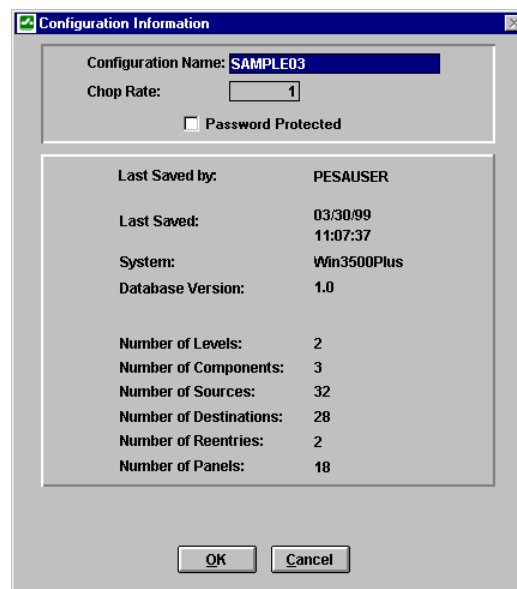 Configuration Information
Configuration Name: SAMPLE03
Chop Rate: 1
Password Protected
Last Saved by: PESAUSER
Last Saved: 03/30/99
11:07:37
System: Win3500Plus
Database Version: 1.0
Number of Levels: 2
Number of Components: 3
Number of Sources: 32
Number of Destinations: 28
Number of Reentries: 2
Number of Panels: 18
OK Cancel